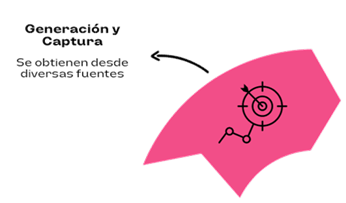 Generación y
Captura
Se obtienen desde
diversas fuentes